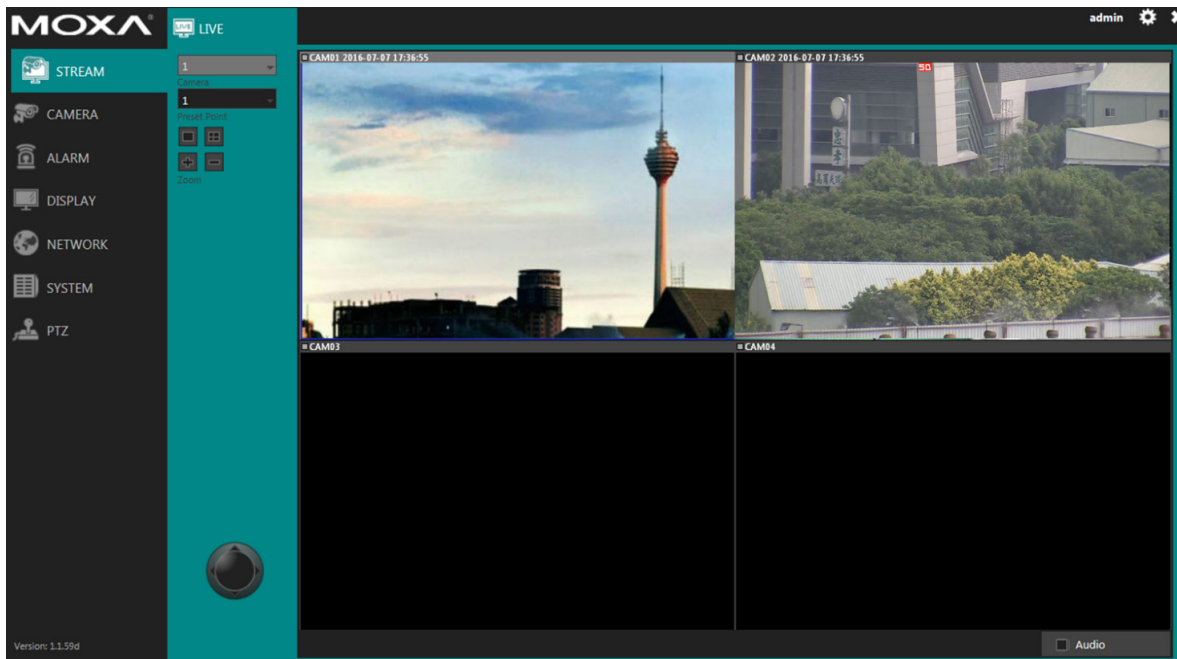 MOXA®
LIVE
LIVE
admin
STREAM
CAMERA
ALARM
DISPLAY
NETWORK
SYSTEM
PTZ
Version: 1.1.59d
1
Camera
1
Preset Point
Zoom
CAM01 2016-07-07 17:36:55
CAM02 2016-07-07 17:36:55
SD
CAM03
CAM04
Audio